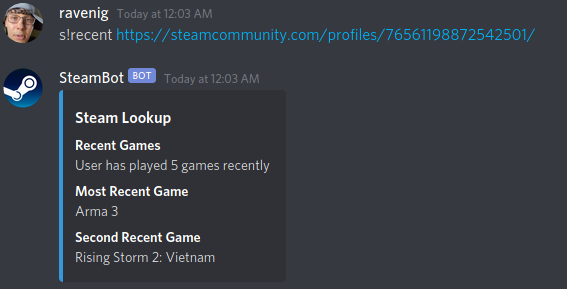 ravenig Today at 12:03 AM
s!recent https://steamcommunity.com/profiles/76561198872542501/
SteamBot BOT Today at 12:03 AM
Steam Lookup
Recent Games
User has played 5 games recently
Most Recent Game
Arma 3
Second Recent Game
Rising Storm 2: Vietnam